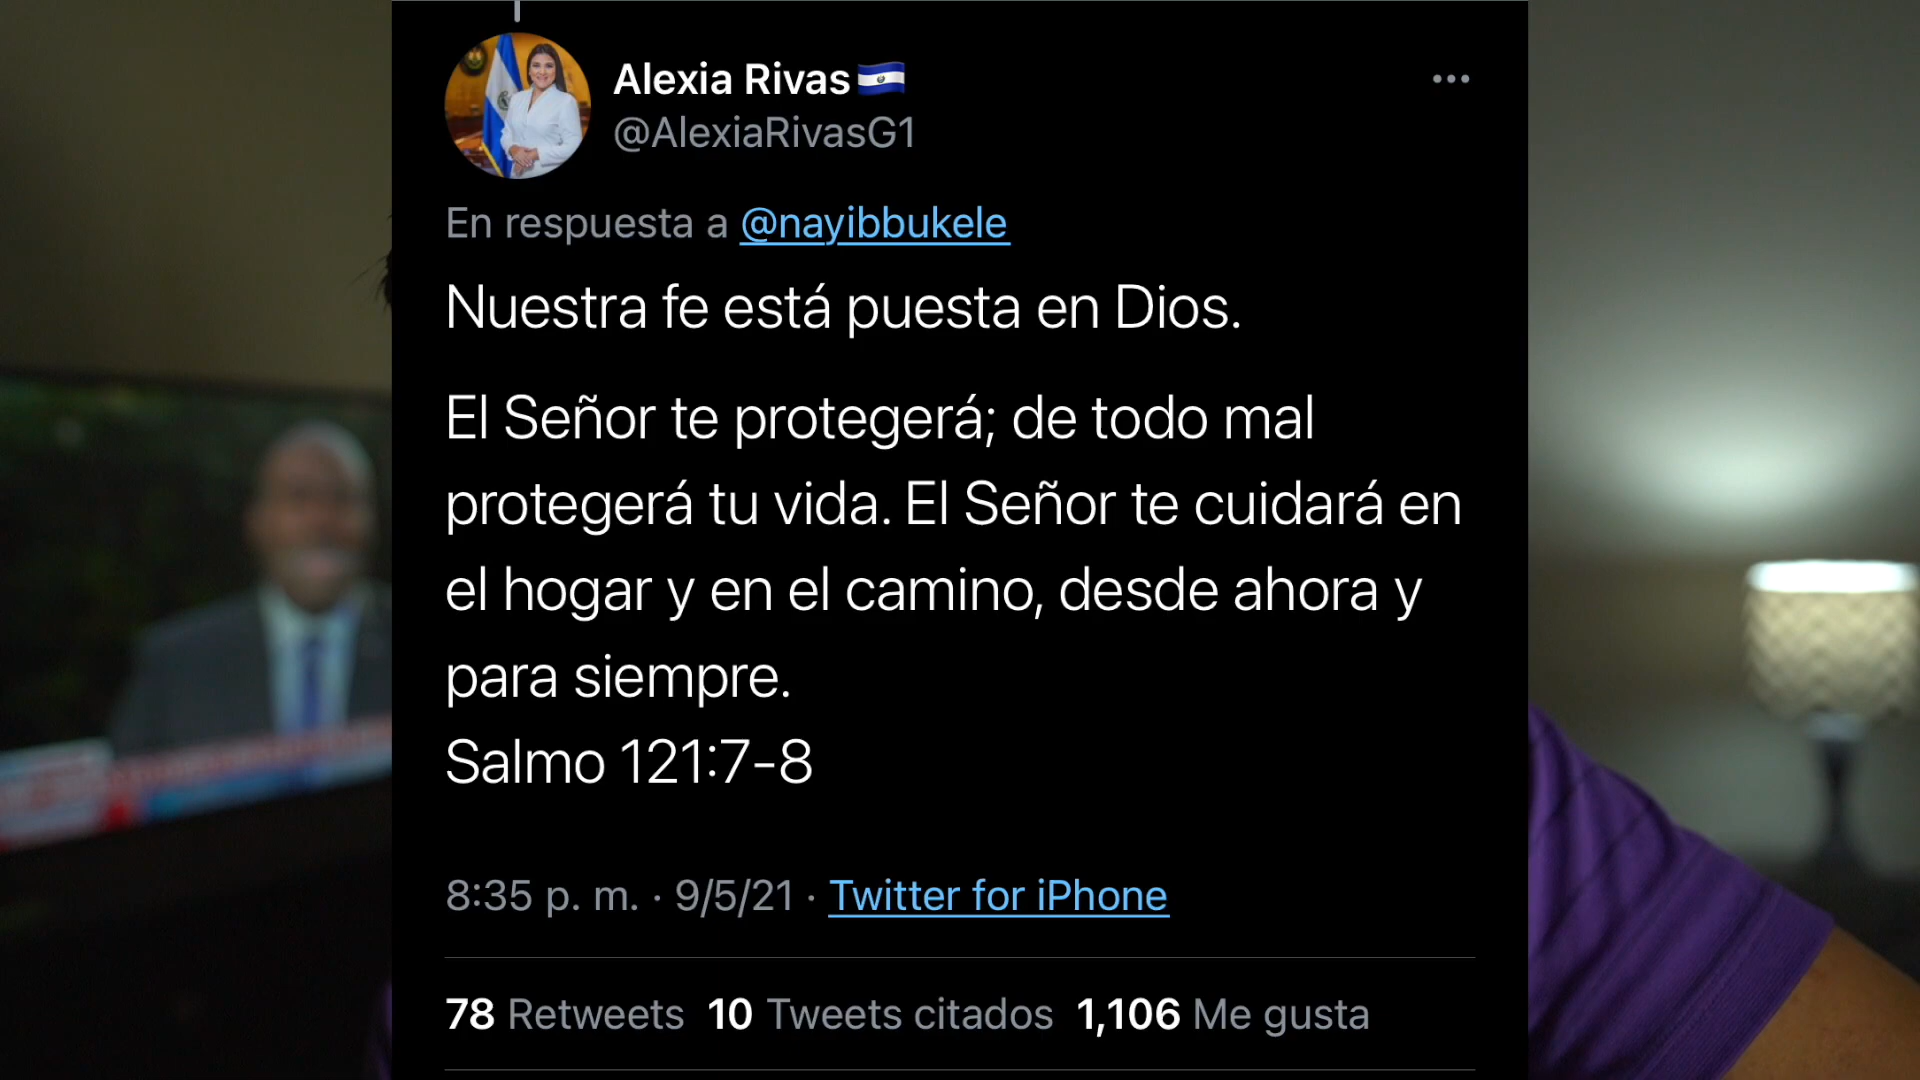 Alexia Rivas🇸🇻
@AlexiaRivasG1
En respuesta a @nayibbukele
Nuestra fe está puesta en Dios.
El Señor te protegerá; de todo mal
protegerá tu vida. El Señor te cuidará en
el hogar y en el camino, desde ahora y
para siempre.
Salmo 121:7-8
8:35 p. m. · 9/5/21 · Twitter for iPhone
78 Retweets 10 Tweets citados 1,106 Me gusta